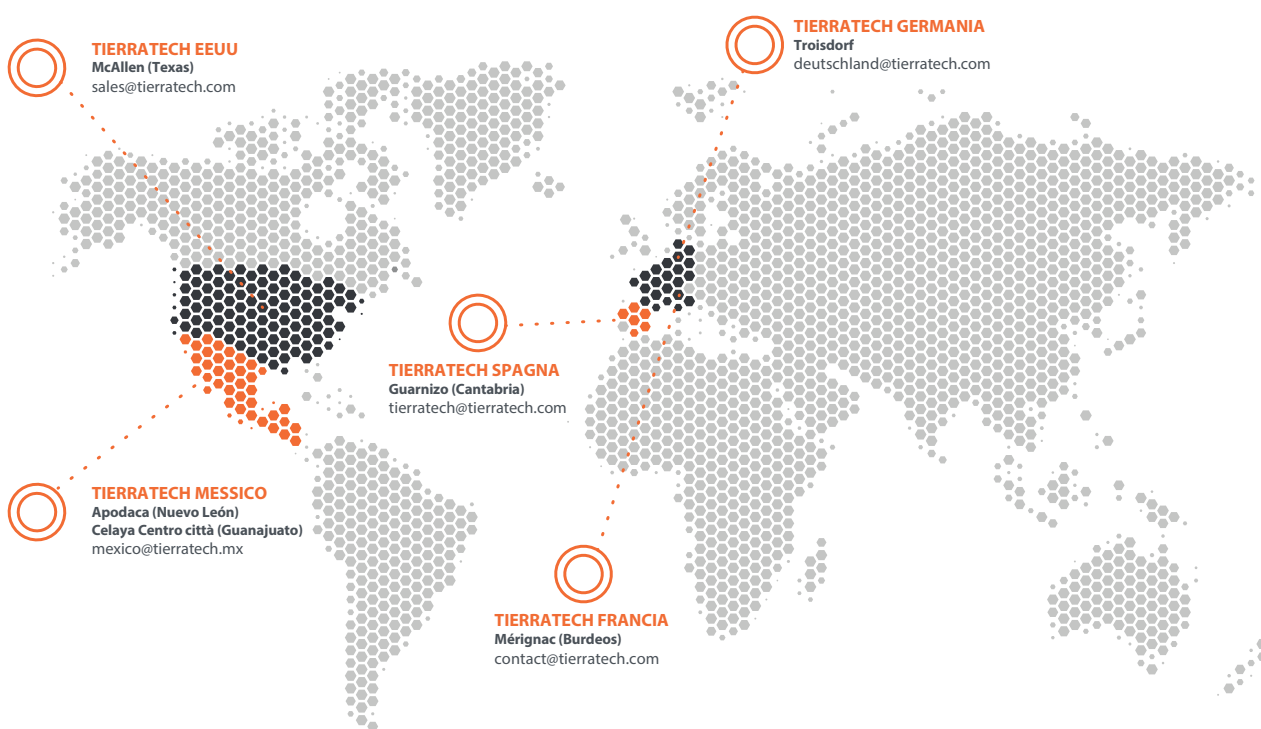 TIERRATECH EEUU
McAllen (Texas)
sales@tierratech.com
TIERRATECH GERMANIA
Troisdorf
deutschland@tierratech.com
TIERRATECH SPAGNA
Guarnizo (Cantabria)
tierratech@tierratech.com
TIERRATECH MESSICO
Apodaca (Nuevo León)
Celaya Centro città (Guanajuato)
mexico@tierratech.mx
TIERRATECH FRANCIA
Mérignac (Burdeos)
contact@tierratech.com